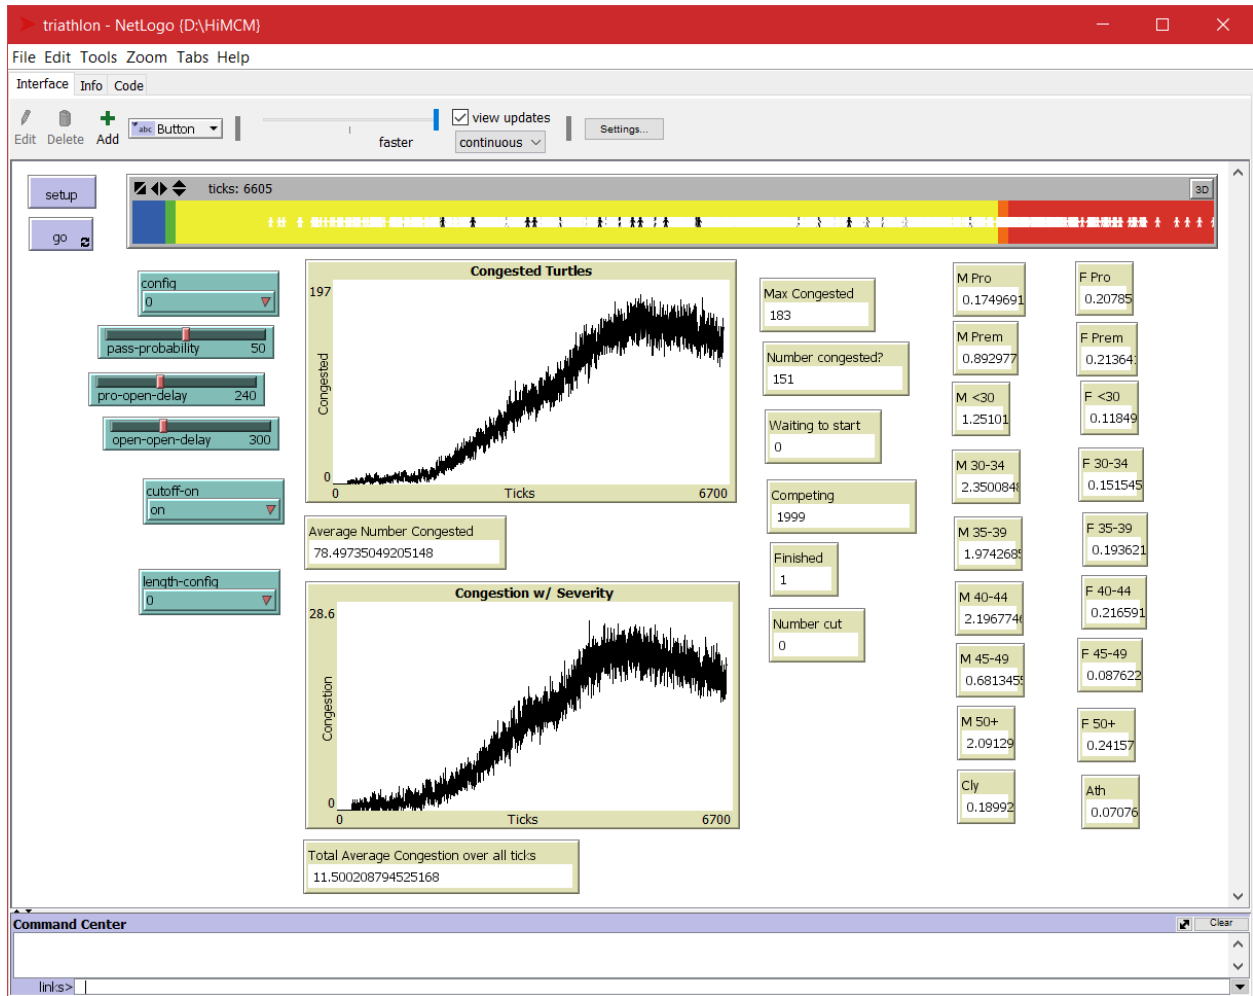 triathlon - NetLogo {D:\HiMCM}
File Edit Tools Zoom Tabs Help
Interface Info Code
Edit Delete Add abc Button faster view updates continuous Settings...
setup
go
ticks: 6605 3D
config
0
pass-probability 50
pro-open-delay 240
open-open-delay 300
cutoff-on
on
length-config
0
Congested Turtles
197
Congested
0
0 Ticks 6700
Average Number Congested
78.49735049205148
Congestion w/ Severity
28.6
Congestion
0
0 Ticks 6700
Total Average Congestion over all ticks
11.500208794525168
Max Congested
183
Number congested?
151
Waiting to start
0
Competing
1999
Finished
1
Number cut
0
M Pro
0.1749691
M Prem
0.892977
M <30
1.25101
M 30-34
2.3500848
M 35-39
1.9742685
M 40-44
2.1967746
M 45-49
0.6813455
M 50+
2.09129
Cly
0.18992
F Pro
0.20785
F Prem
0.213641
F <30
0.11849
F 30-34
0.151545
F 35-39
0.193621
F 40-44
0.216591
F 45-49
0.087622
F 50+
0.24157
Ath
0.07076
Command Center Clear
links>